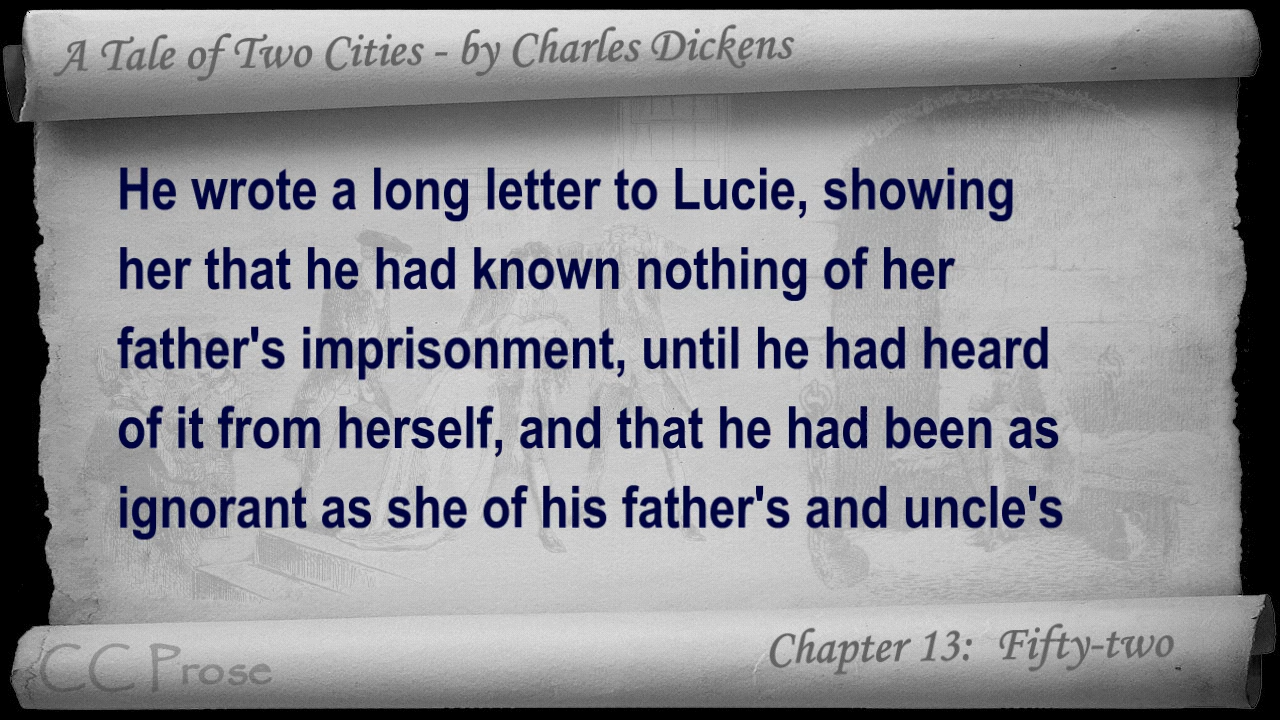 A Tale of Two Cities - by Charles Dickens
He wrote a long letter to Lucie, showing
her that he had known nothing of her
father's imprisonment, until he had heard
of it from herself, and that he had been as
ignorant as she of his father's and uncle's
Chapter 13: Fifty-two
CC Prose